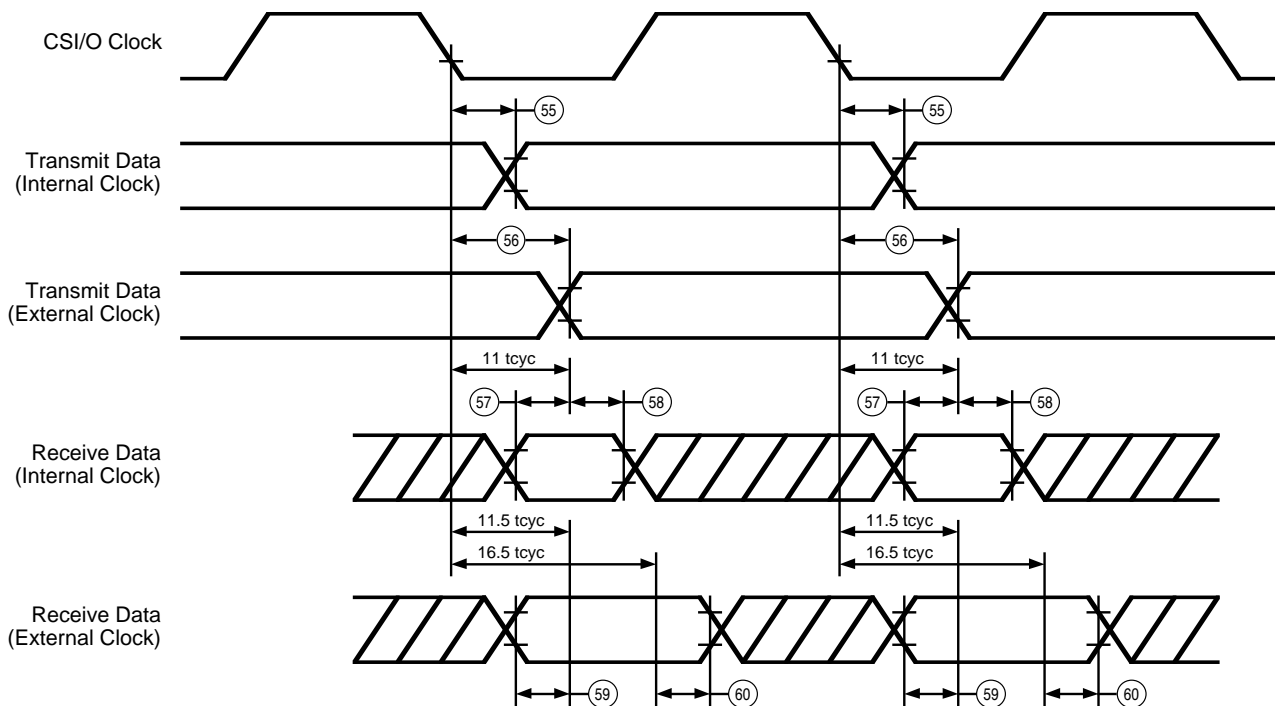 CSI/O Clock
55
55
Transmit Data
(Internal Clock)
56
56
Transmit Data
(External Clock)
11 tcyc
11 tcyc
57
58
57
58
Receive Data
(Internal Clock)
11.5 tcyc
11.5 tcyc
16.5 tcyc
16.5 tcyc
Receive Data
(External Clock)
59
60
59
60